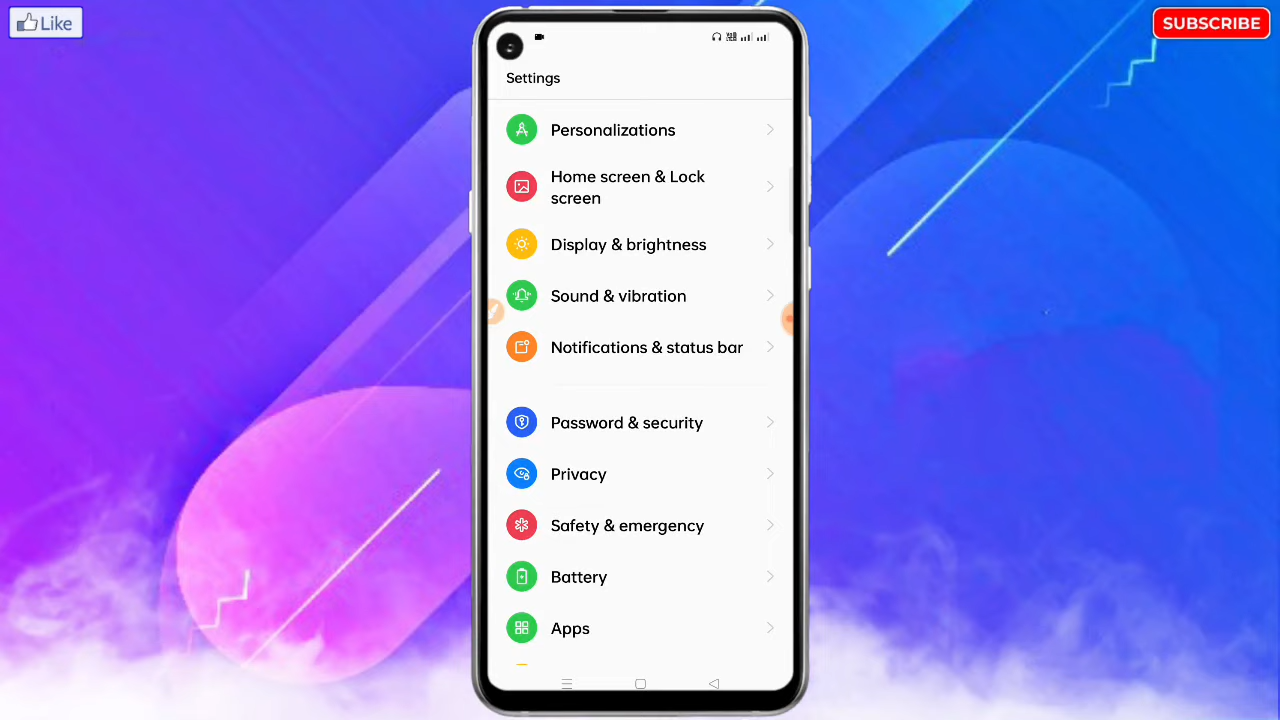 Like
SUBSCRIBE
Settings
Personalizations
Home screen & Lock
screen
Display & brightness
Sound & vibration
Notifications & status bar
Password & security
Privacy
Safety & emergency
Battery
Apps